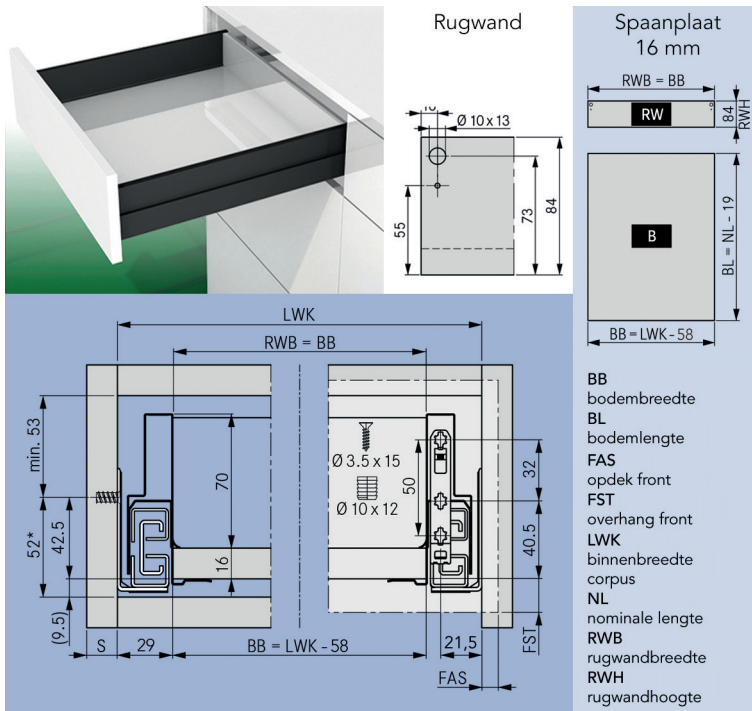 Rugwand
Ø 10 x 13
55
73
84
Spaanplaat
16 mm
RWB = BB
RW
84
RWH
B
BL = NL - 19
BB = LWK - 58
LWK
RWB = BB
min. 53
52*
42.5
(9.5)
70
16
Ø 3.5 x 15
Ø 10 x 12
50
32
40.5
FST
S
29
BB = LWK - 58
21,5
FAS
BB
bodembreedte
BL
bodemlengte
FAS
opdek front
FST
overhang front
LWK
binnenbreedte
corpus
NL
nominale lengte
RWB
rugwandbreedte
RWH
rugwandhoogte